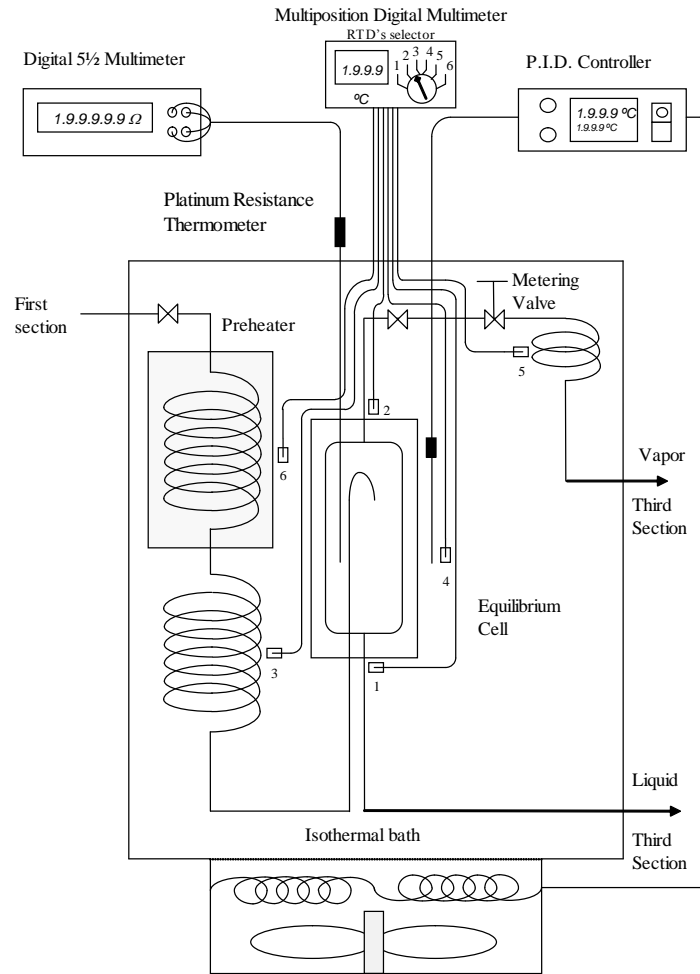 Multiposition Digital Multimeter
RTD's selector
Digital 5½ Multimeter
P.I.D. Controller
1 2 3 4 5 6
1.9.9.9
ºC
1.9.9.9.9.9 Ω
1.9.9.9 ºC
1.9.9.9 ºC
Platinum Resistance
Thermometer
First
section
Preheater
Metering
Valve
5
2
6
Vapor
Third
Section
4
Equilibrium
Cell
3
1
Liquid
Isothermal bath
Third
Section